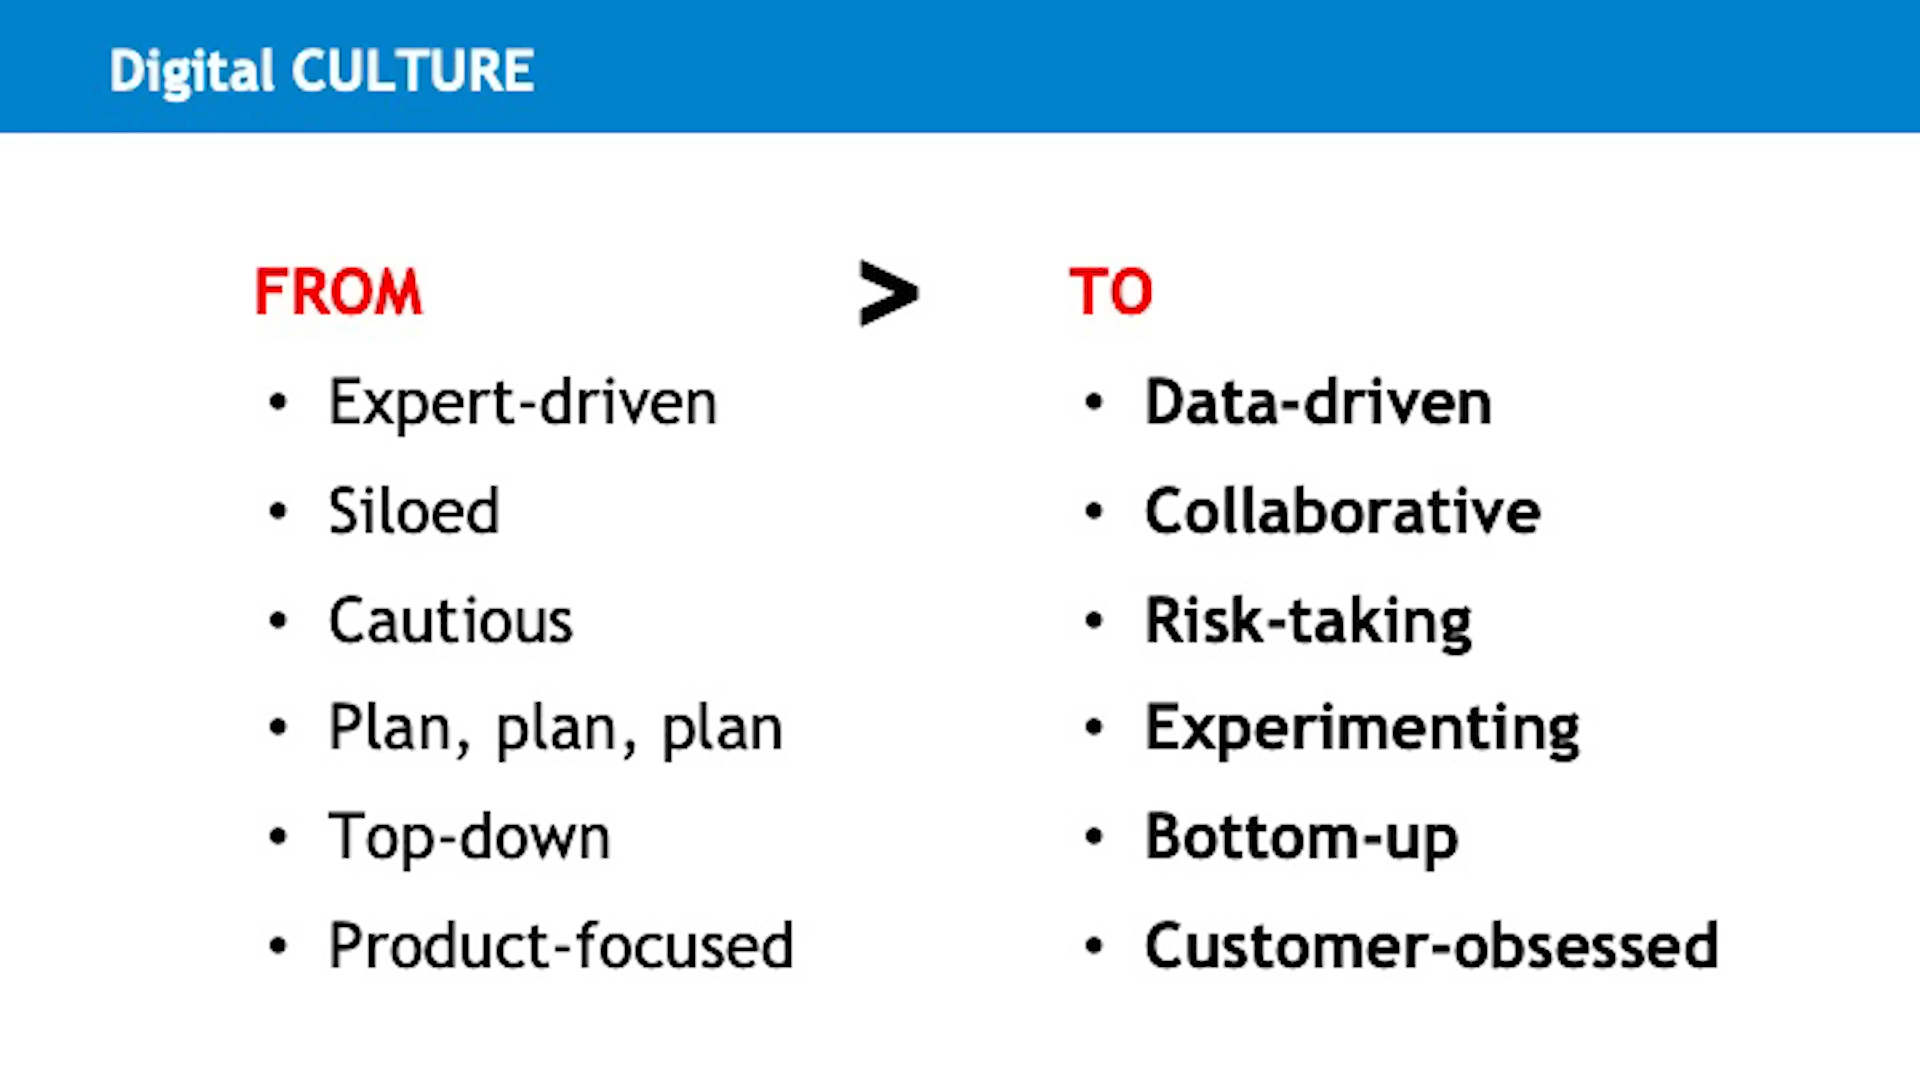 Digital CULTURE
FROM > TO
• Expert-driven
• Siloed
• Cautious
• Plan, plan, plan
• Top-down
• Product-focused
• Data-driven
• Collaborative
• Risk-taking
• Experimenting
• Bottom-up
• Customer-obsessed